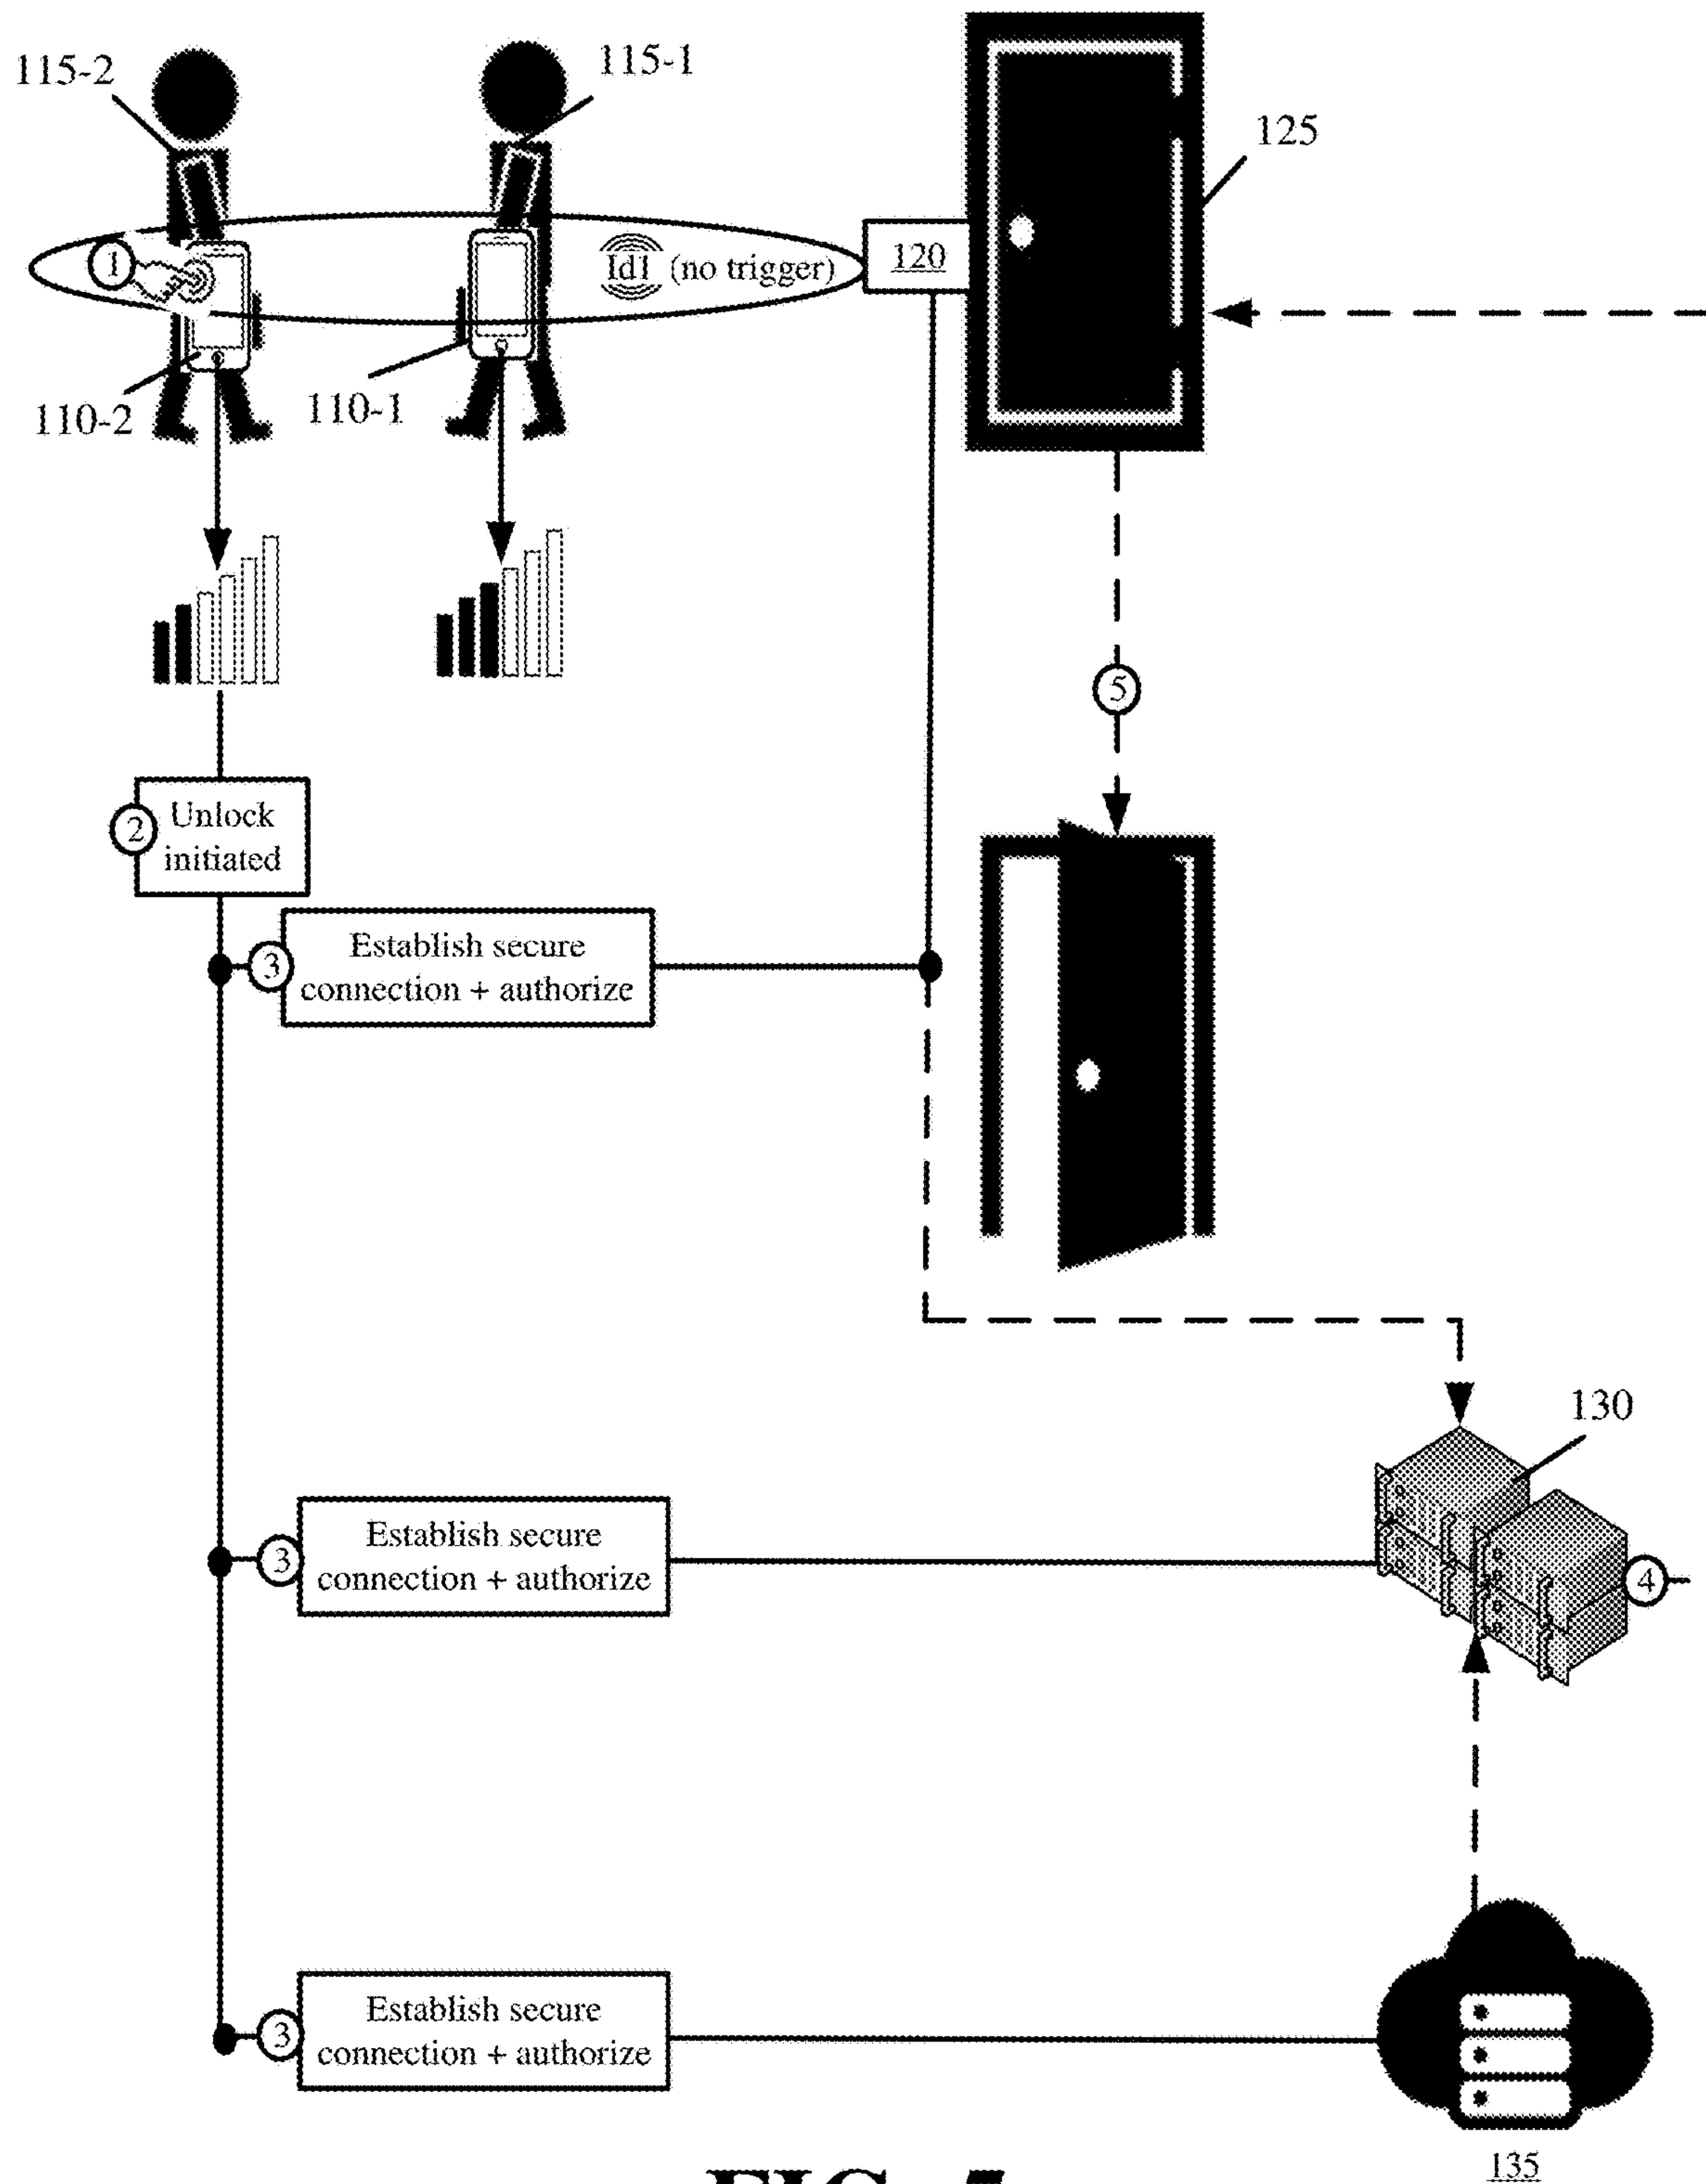 115-2
115-1
125
1
Id1 (no trigger)
120
110-2
110-1
5
2
Unlock
initiated
3
Establish secure
connection + authorize
130
3
Establish secure
connection + authorize
4
3
Establish secure
connection + authorize
135